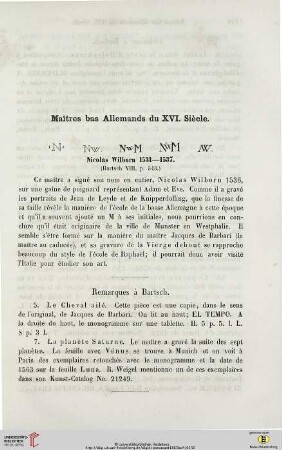 Maîtres bas Allemands du XVI. Siècle.
Nicolas Wilborn 1531—1537.
(Bartsch VIII. p. 543.)
Ce maître a signé son nom en entier, Nicolas Wilborn 1536,
sur une gaine de poignard représentant Adam et Eve. Comme il a gravé
les portraits de Jean de Leyde et de Knipperdolling, que la finesse de
sa taille révèle la manière de l'école de la basse Allemagne à cette époque
et qu'il a souvent ajouté un M à ses initiales, nous pourrions en con-
clure qu'il était originaire de la ville de Munster en Westphalie. Il
semble s'être formé sur la manière du maître Jacques de Barbari (le
maître au caducée), et sa gravure de la Vierge debout se rapproche
beaucoup du style de l'école de Raphael; il pourrait donc avoir visité
l'Italie pour étudier son art.
Remarques à Bartsch.
5. Le Cheval ailé. Cette pièce est une copie, dans le sens
de l'original, de Jacques de Barbari. On lit au haut; EL TEMPO. A
la droite du haut, le monogramme sur une tablette. H. 5 p. 5 l. L.
8 p. 3 l.
7. La planète Saturne. Le maître a gravé la suite des sept
planètes. La feuille avec Vénus se trouve à Munich et on voit à
Paris des exemplaires retouchés avec le monogramme et la date de
1563 sur la feuille Luna. R. Weigel mentionne un de ces exemplaires
dans son Kunst-Catalog No. 21249.